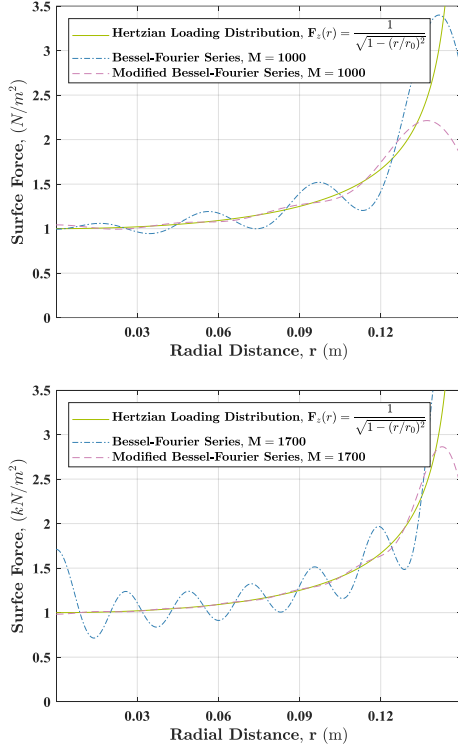 3.5
3
2.5
2
1.5
1
0.5
0
Surfce Force, (N/m²)
Hertzian Loading Distribution, F_z(r) = 1/√(1−(r/r₀)²)
Bessel-Fourier Series, M = 1000
Modified Bessel-Fourier Series, M = 1000
0.03 0.06 0.09 0.12
Radial Distance, r (m)
3.5
3
2.5
2
1.5
1
0.5
0
Surfce Force, (kN/m²)
Hertzian Loading Distribution, F_z(r) = 1/√(1−(r/r₀)²)
Bessel-Fourier Series, M = 1700
Modified Bessel-Fourier Series, M = 1700
0.03 0.06 0.09 0.12
Radial Distance, r (m)